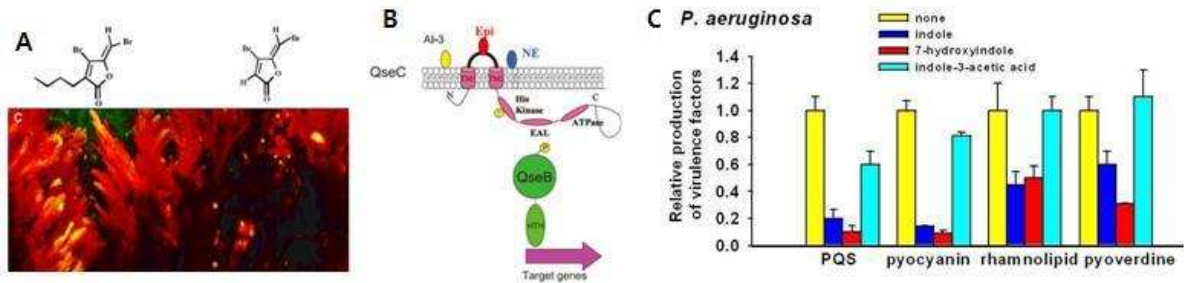 A
H
Br
Br
O
O
H
Br
Br
H
O
O
C
B
AI-3
Epi
NE
QseC
N
His
Kinase
C
ATPase
EAL
P
QseB
HTH
Target genes
C P. aeruginosa
none
indole
7-hydroxyindole
indole-3-acetic acid
Relative production
of virulence factors
1.4
1.2
1.0
0.8
0.6
0.4
0.2
0.0
PQS
pyocyanin
rhamnolipid
pyoverdine